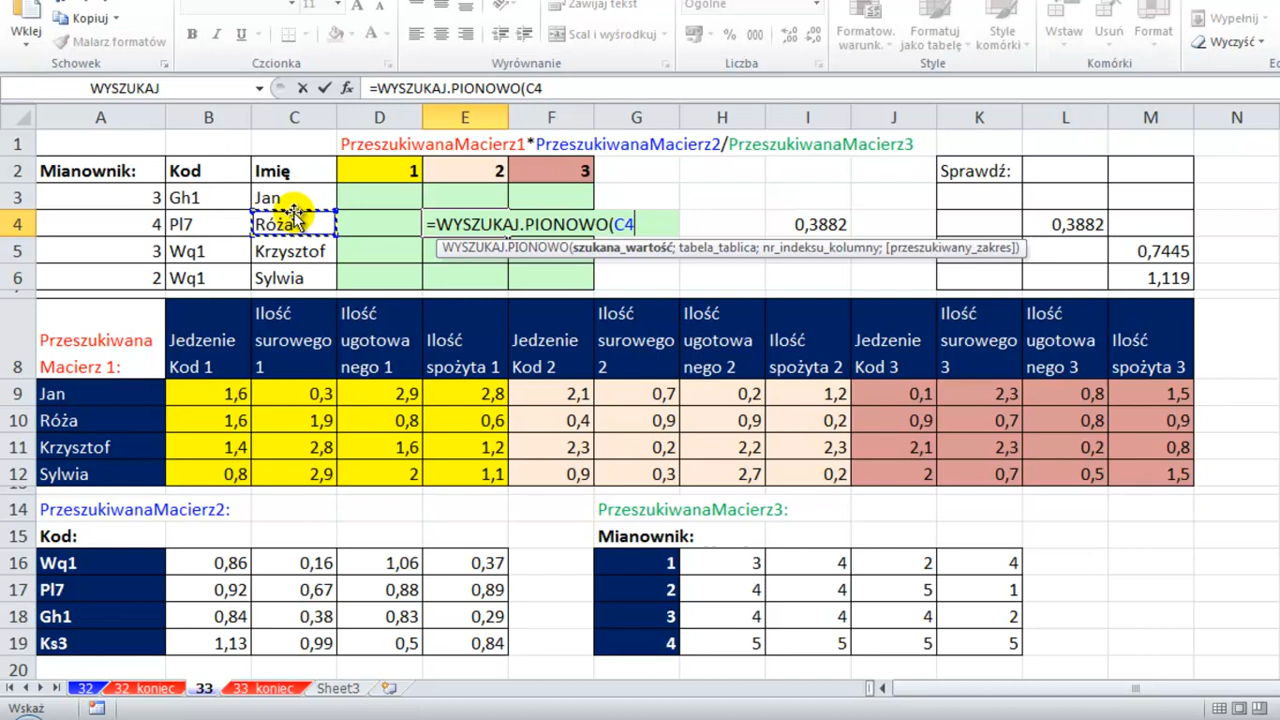 Wklej
Kopiuj
Malarz formatów
Schowek
11
B I U
Czcionka
Zawijaj tekst
Scal i wyśrodkuj
Wyrównanie
Ogólne
% 000
Liczba
Formatow. warunk.
Formatuj jako tabelę
Style komórki
Style
Wstaw
Usuń
Format
Komórki
Wypełnij
Wyczyść
WYSZUKAJ fx =WYSZUKAJ.PIONOWO(C4
A B C D E F G H I J K L M N
1 PrzeszukiwanaMacierz1*PrzeszukiwanaMacierz2/PrzeszukiwanaMacierz3
2 Mianownik: Kod Imię 1 2 3 Sprawdź:
3 3 Gh1 Jan
4 4 Pl7 Róża =WYSZUKAJ.PIONOWO(C4 0,3882 0,3882
WYSZUKAJ.PIONOWO(szukana_wartość; tabela_tablica; nr_indeksu_kolumny; [przeszukiwany_zakres])
5 3 Wq1 Krzysztof 0,7445
6 2 Wq1 Sylwia 1,119
8 Przeszukiwana Macierz 1: Jedzenie Kod 1 Ilość surowego 1 Ilość ugotowa nego 1 Ilość spożyta 1 Jedzenie Kod 2 Ilość surowego 2 Ilość ugotowa nego 2 Ilość spożyta 2 Jedzenie Kod 3 Ilość surowego 3 Ilość ugotowa nego 3 Ilość spożyta 3
9 Jan 1,6 0,3 2,9 2,8 2,1 0,7 0,2 1,2 0,1 2,3 0,8 1,5
10 Róża 1,6 1,9 0,8 0,6 0,4 0,9 0,9 0,2 0,9 0,7 0,8 0,9
11 Krzysztof 1,4 2,8 1,6 1,2 2,3 0,2 2,2 2,3 2,1 2,3 0,2 0,8
12 Sylwia 0,8 2,9 2 1,1 0,9 0,3 2,7 0,2 2 0,7 0,5 1,5
14 PrzeszukiwanaMacierz2: PrzeszukiwanaMacierz3:
15 Kod: Mianownik:
16 Wq1 0,86 0,16 1,06 0,37 1 3 4 2 4
17 Pl7 0,92 0,67 0,88 0,89 2 4 4 5 1
18 Gh1 0,84 0,38 0,83 0,29 3 4 4 4 2
19 Ks3 1,13 0,99 0,5 0,84 4 5 5 5 5
20
32 32_koniec 33 33_koniec Sheet3
Wskaż